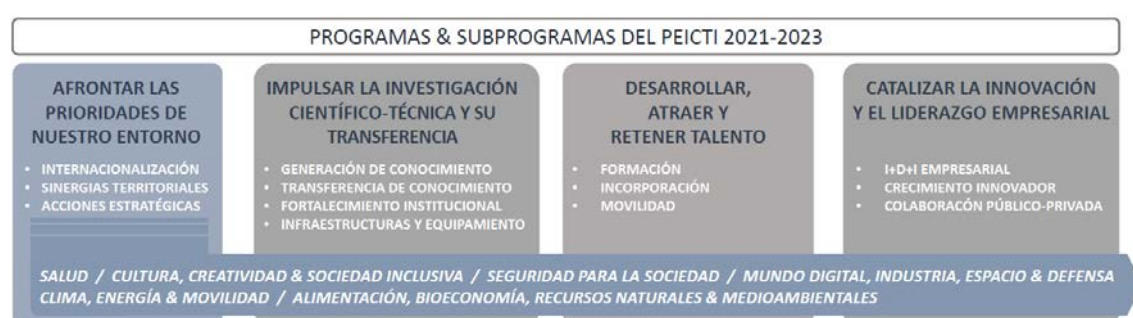 PROGRAMAS & SUBPROGRAMAS DEL PEICTI 2021-2023
AFRONTAR LAS
PRIORIDADES DE
NUESTRO ENTORNO
• INTERNACIONALIZACIÓN
• SINERGIAS TERRITORIALES
• ACCIONES ESTRATÉGICAS
IMPULSAR LA INVESTIGACIÓN
CIENTÍFICO-TÉCNICA Y SU
TRANSFERENCIA
• GENERACIÓN DE CONOCIMIENTO
• TRANSFERENCIA DE CONOCIMIENTO
• FORTALECIMIENTO INSTITUCIONAL
• INFRAESTRUCTURAS Y EQUIPAMIENTO
DESARROLLAR,
ATRAER Y
RETENER TALENTO
• FORMACIÓN
• INCORPORACIÓN
• MOVILIDAD
CATALIZAR LA INNOVACIÓN
Y EL LIDERAZGO EMPRESARIAL
• I+D+I EMPRESARIAL
• CRECIMIENTO INNOVADOR
• COLABORACÓN PÚBLICO-PRIVADA
SALUD / CULTURA, CREATIVIDAD & SOCIEDAD INCLUSIVA / SEGURIDAD PARA LA SOCIEDAD / MUNDO DIGITAL, INDUSTRIA, ESPACIO & DEFENSA
CLIMA, ENERGÍA & MOVILIDAD / ALIMENTACIÓN, BIOECONOMÍA, RECURSOS NATURALES & MEDIOAMBIENTALES